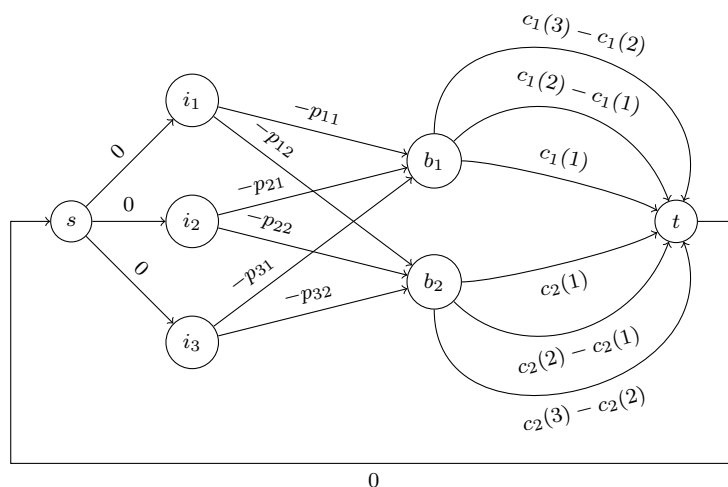 c₁(3) − c₁(2)
c₁(2) − c₁(1)
i₁
−p₁₁
−p₁₂
0
c₁(1)
b₁
−p₂₁
s
0
i₂
t
−p₂₂
0
−p₃₁
b₂
c₂(1)
−p₃₂
i₃
c₂(2) − c₂(1)
c₂(3) − c₂(2)
0